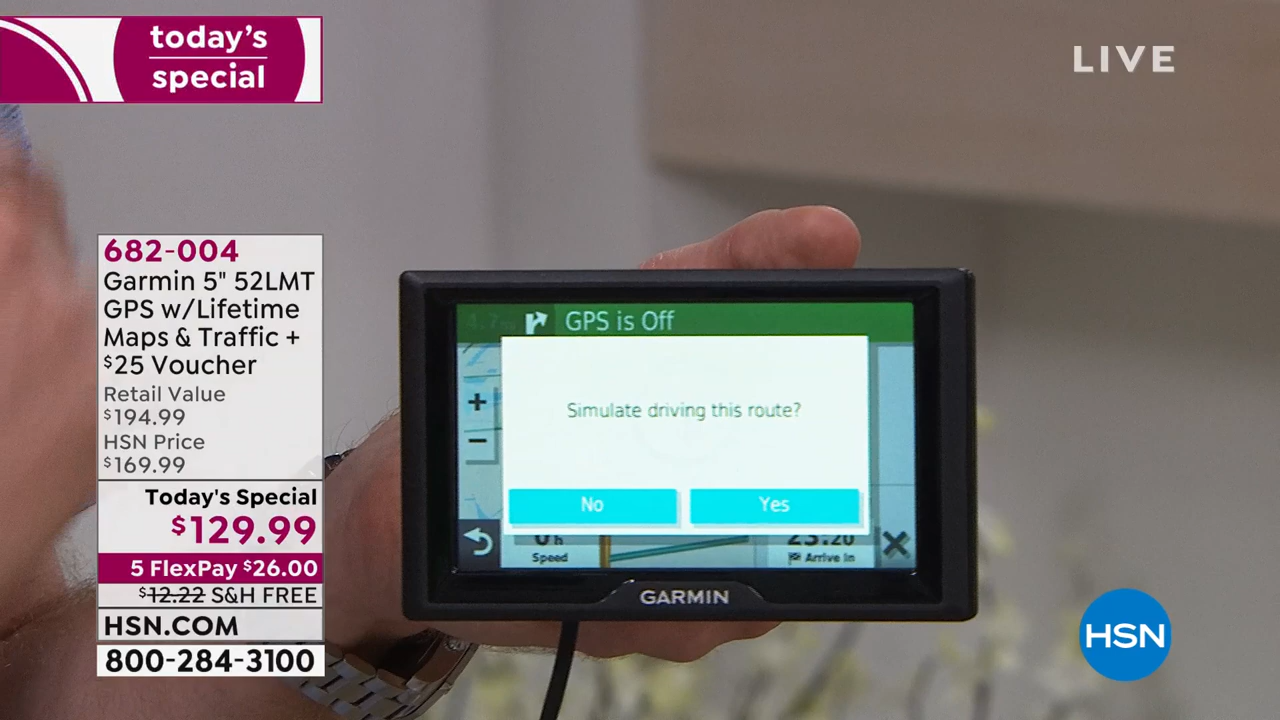 today's
special
LIVE
682-004
Garmin 5" 52LMT
GPS w/Lifetime
Maps & Traffic +
$25 Voucher
Retail Value
$194.99
HSN Price
$169.99
Today's Special
$129.99
5 FlexPay $26.00
$12.22 S&H FREE
HSN.COM
800-284-3100
GPS is Off
+
-
Simulate driving this route?
No
Yes
Speed
Arrive In
GARMIN
HSN